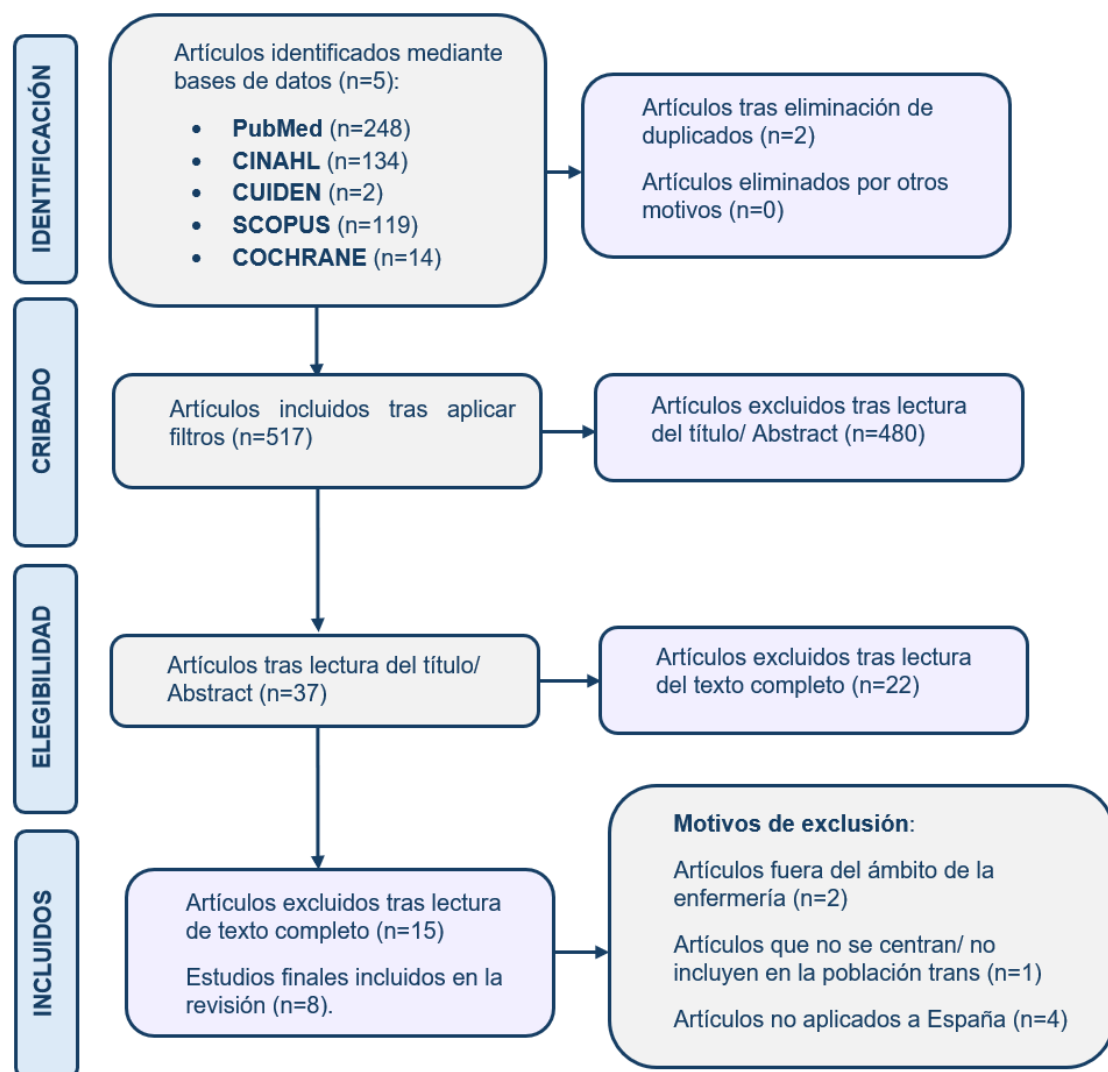 IDENTIFICACIÓN
Artículos identificados mediante
bases de datos (n=5):
• PubMed (n=248)
• CINAHL (n=134)
• CUIDEN (n=2)
• SCOPUS (n=119)
• COCHRANE (n=14)
Artículos tras eliminación de
duplicados (n=2)
Artículos eliminados por otros
motivos (n=0)
CRIBADO
Artículos incluidos tras aplicar
filtros (n=517)
Artículos excluidos tras lectura
del título/ Abstract (n=480)
ELEGIBILIDAD
Artículos tras lectura del título/
Abstract (n=37)
Artículos excluidos tras lectura
del texto completo (n=22)
INCLUIDOS
Artículos excluidos tras lectura
de texto completo (n=15)
Estudios finales incluidos en la
revisión (n=8).
Motivos de exclusión:
Artículos fuera del ámbito de la
enfermería (n=2)
Artículos que no se centran/ no
incluyen en la población trans (n=1)
Artículos no aplicados a España (n=4)